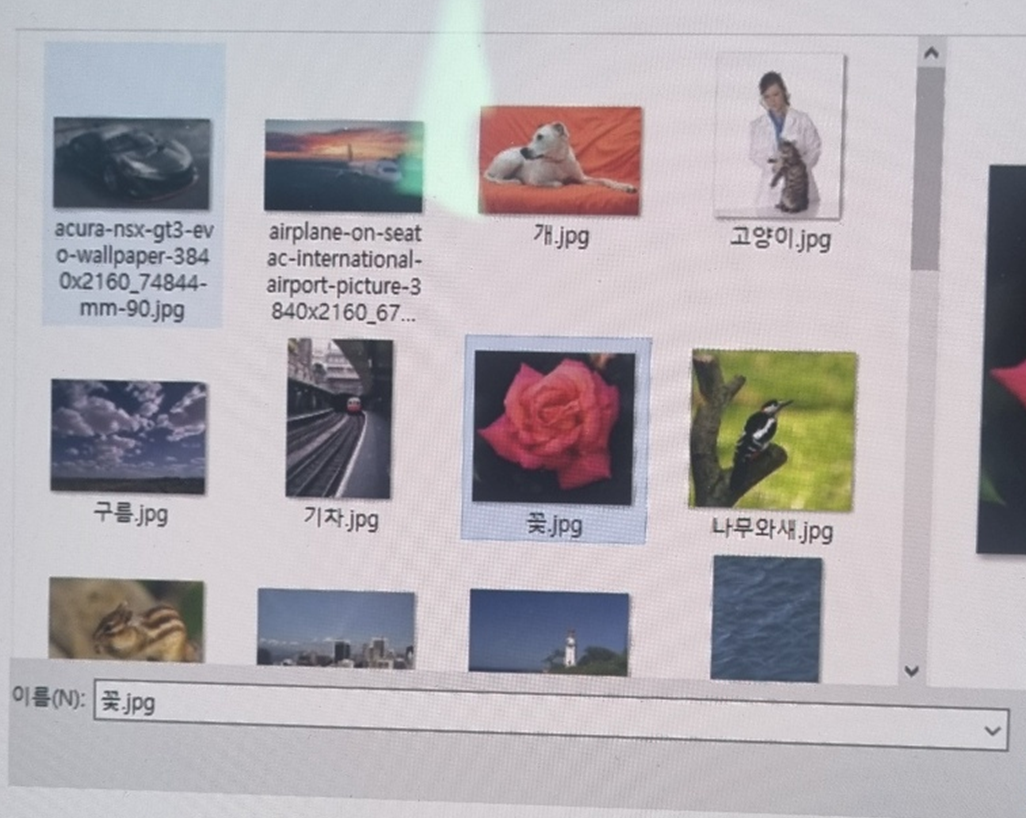 acura-nsx-gt3-ev
o-wallpaper-384
0x2160_74844-
mm-90.jpg
airplane-on-seat
ac-international-
airport-picture-3
840x2160_67...
개.jpg
고양이.jpg
구름.jpg
기차.jpg
꽃.jpg
나무와새.jpg
이름(N): 꽃.jpg